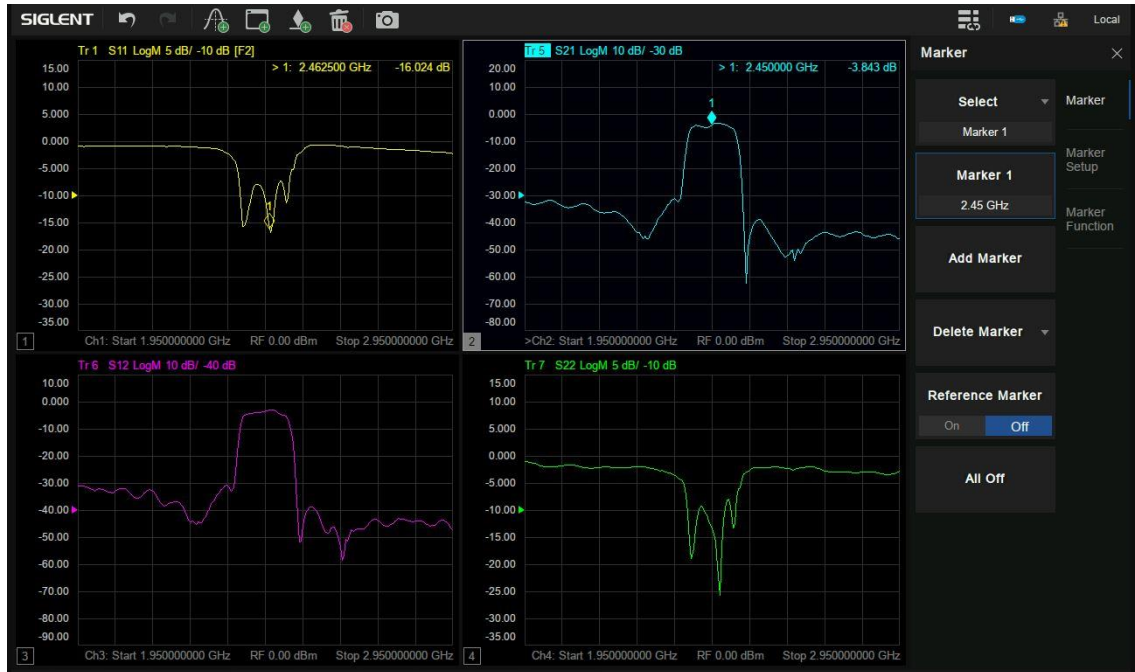 SIGLENT Local
Tr 1 S11 LogM 5 dB/ -10 dB [F2]
> 1: 2.462500 GHz -16.024 dB
15.00
10.00
5.000
0.000
-5.000
-10.00
-15.00
-20.00
-25.00
-30.00
-35.00
1
1 Ch1: Start 1.950000000 GHz RF 0.00 dBm Stop 2.950000000 GHz
Tr 5 S21 LogM 10 dB/ -30 dB
> 1: 2.450000 GHz -3.843 dB
20.00
10.00
0.000
-10.00
-20.00
-30.00
-40.00
-50.00
-60.00
-70.00
-80.00
1
2 >Ch2: Start 1.950000000 GHz RF 0.00 dBm Stop 2.950000000 GHz
Tr 6 S12 LogM 10 dB/ -40 dB
10.00
0.000
-10.00
-20.00
-30.00
-40.00
-50.00
-60.00
-70.00
-80.00
-90.00
3 Ch3: Start 1.950000000 GHz RF 0.00 dBm Stop 2.950000000 GHz
Tr 7 S22 LogM 5 dB/ -10 dB
15.00
10.00
5.000
0.000
-5.000
-10.00
-15.00
-20.00
-25.00
-30.00
-35.00
4 Ch4: Start 1.950000000 GHz RF 0.00 dBm Stop 2.950000000 GHz
Marker
Select
Marker 1
Marker 1
2.45 GHz
Add Marker
Delete Marker
Reference Marker
On Off
All Off
Marker
Marker
Setup
Marker
Function